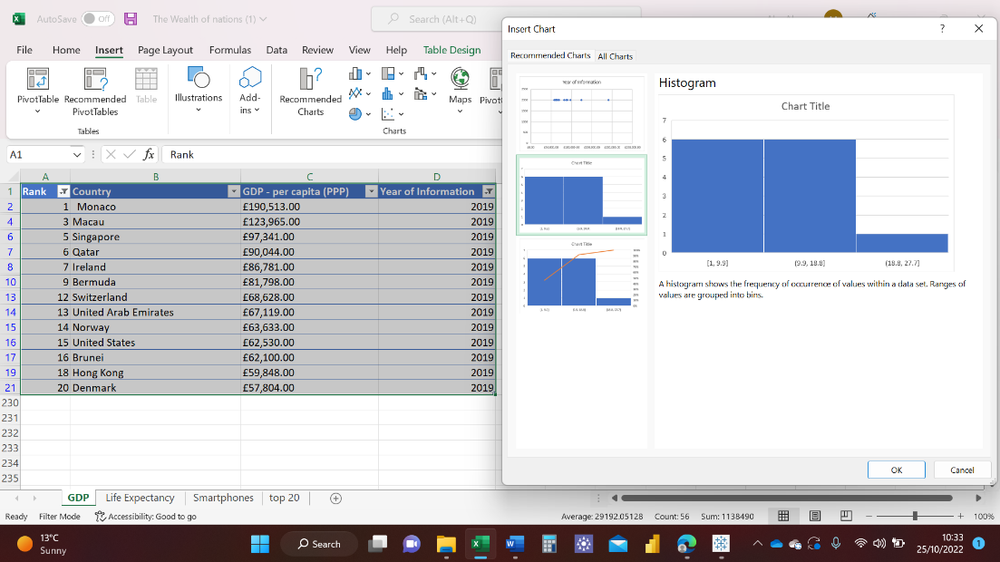 AutoSave Off The Wealth of nations (1) Search (Alt+Q)
File Home Insert Page Layout Formulas Data Review View Help Table Design
PivotTable Recommended PivotTables Table
Tables
Illustrations
Add-ins
Recommended Charts
Maps
Charts
A1 fx Rank
A B C D
1 Rank Country GDP - per capita (PPP) Year of Information
2 1 Monaco £190,513.00 2019
4 3 Macau £123,965.00 2019
6 5 Singapore £97,341.00 2019
7 6 Qatar £90,044.00 2019
8 7 Ireland £86,781.00 2019
10 9 Bermuda £81,798.00 2019
13 12 Switzerland £68,628.00 2019
14 13 United Arab Emirates £67,119.00 2019
15 14 Norway £63,633.00 2019
16 15 United States £62,530.00 2019
17 16 Brunei £62,100.00 2019
19 18 Hong Kong £59,848.00 2019
21 20 Denmark £57,804.00 2019
230
231
232
233
234
235
GDP Life Expectancy Smartphones top 20
Ready Filter Mode Accessibility: Good to go Average: 29192.05128 Count: 56 Sum: 1138490 100%
Insert Chart ?
Recommended Charts All Charts
Year of Information
Chart Title
Chart Title
Histogram
Chart Title
7
6
5
4
3
2
1
0
[1, 9.9] (9.9, 18.8] (18.8, 27.7]
A histogram shows the frequency of occurrence of values within a data set. Ranges of
values are grouped into bins.
OK Cancel
13°C
Sunny
Search
10:33
25/10/2022
1